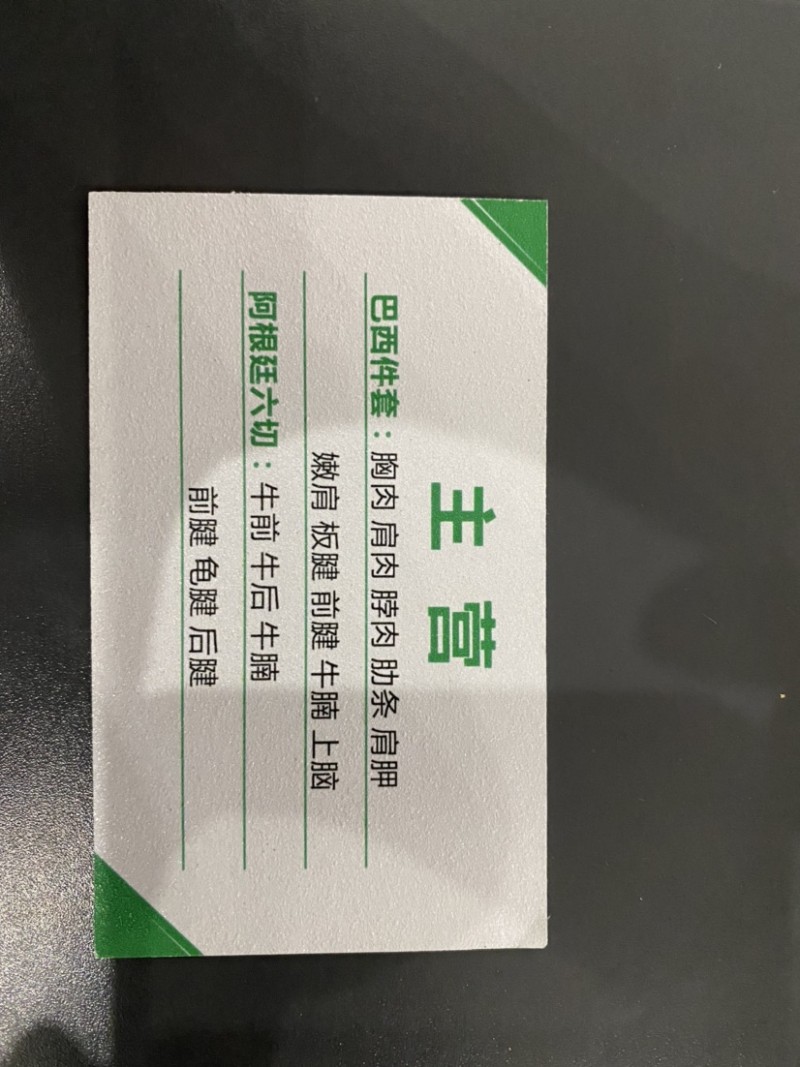 主 营
巴西件套：胸肉 肩肉 脖肉 肋条 肩胛
嫩肩 板腱 前腱 牛腩 上脑
阿根廷六切：牛前 牛后 牛腩
前腱 龟腱 后腱